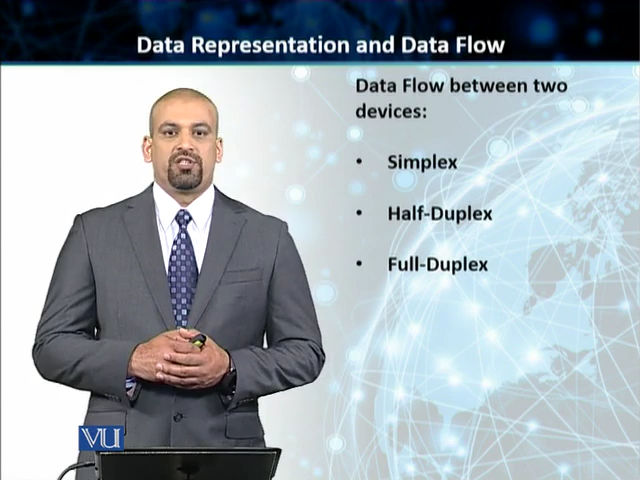 Data Representation and Data Flow
Data Flow between two
devices:
• Simplex
• Half-Duplex
• Full-Duplex
VU